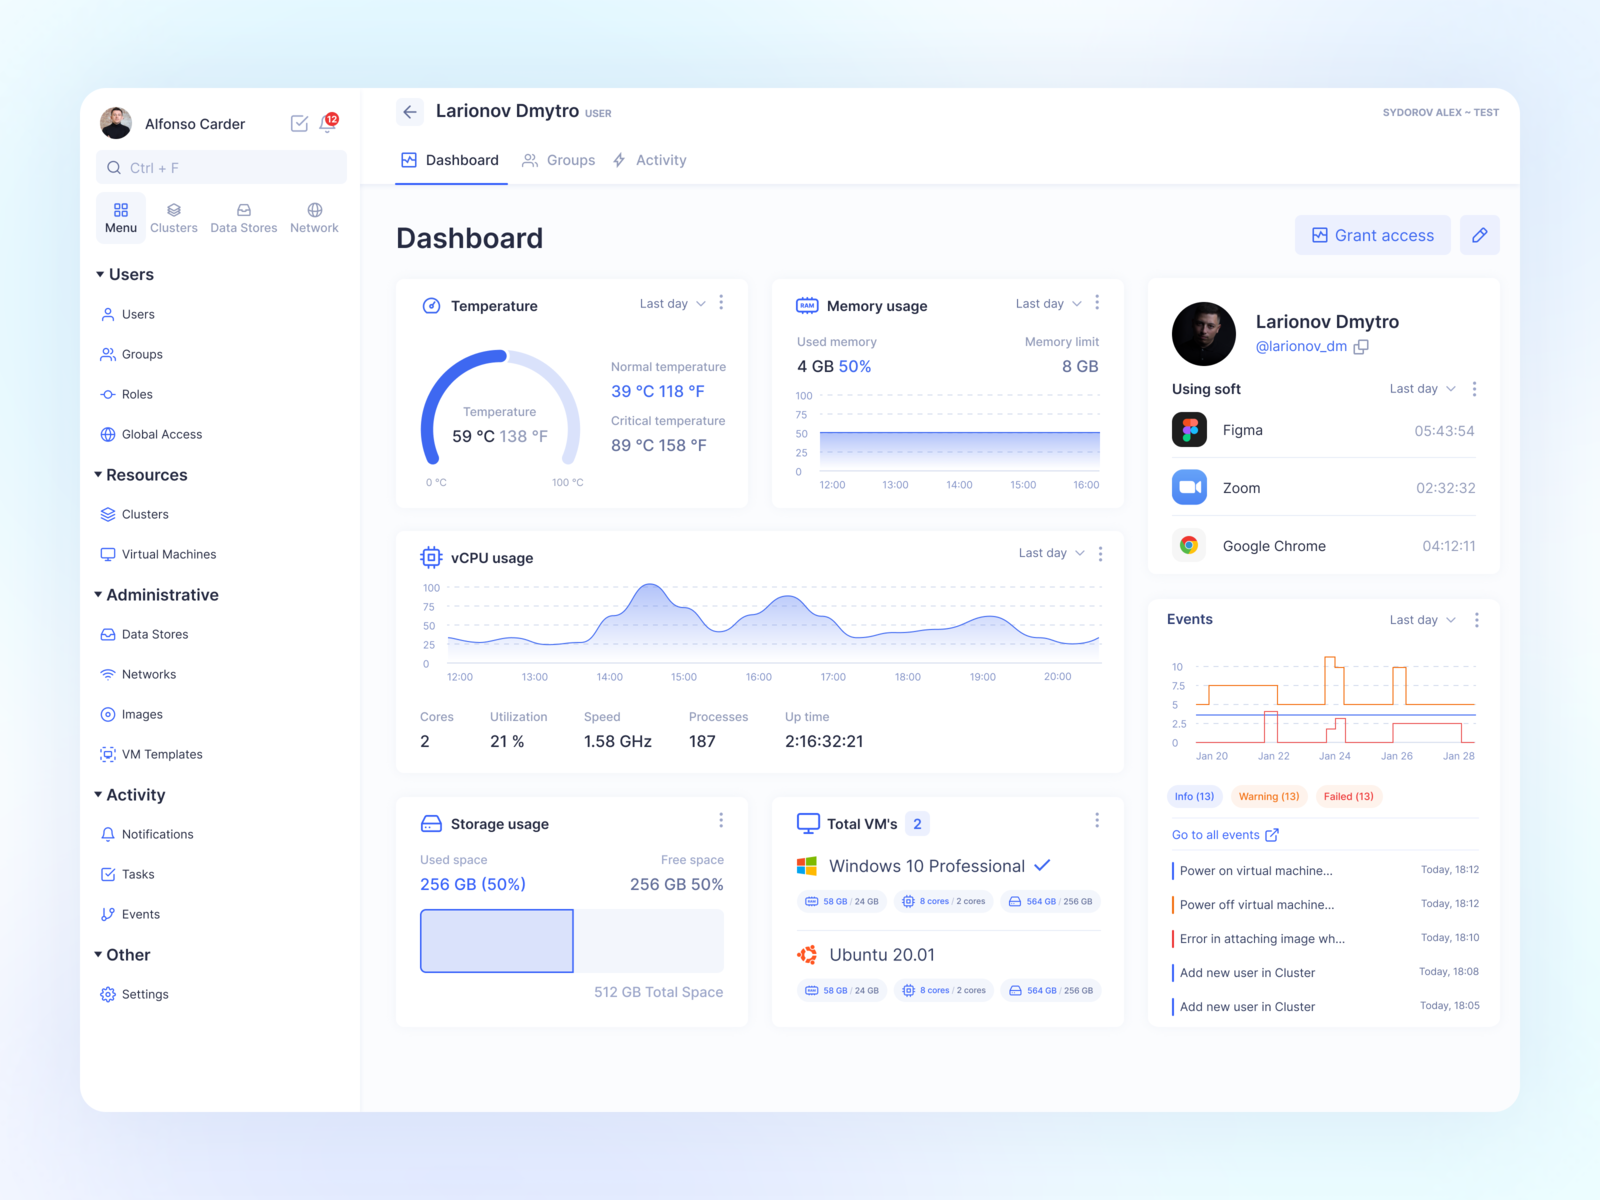 Alfonso Carder
12
Ctrl + F
Menu
Clusters
Data Stores
Network
Users
Users
Groups
Roles
Global Access
Resources
Clusters
Virtual Machines
Administrative
Data Stores
Networks
Images
VM Templates
Activity
Notifications
Tasks
Events
Other
Settings
Larionov Dmytro USER
SYDOROV ALEX ~ TEST
Dashboard
Groups
Activity
Dashboard
Grant access
Temperature
Last day
Temperature
59 °C 138 °F
0 °C
100 °C
Normal temperature
39 °C 118 °F
Critical temperature
89 °C 158 °F
RAM
Memory usage
Last day
Used memory
Memory limit
4 GB 50%
8 GB
100
75
50
25
0
12:00 13:00 14:00 15:00 16:00
vCPU usage
Last day
100
75
50
25
0
12:00 13:00 14:00 15:00 16:00 17:00 18:00 19:00 20:00
Cores
2
Utilization
21 %
Speed
1.58 GHz
Processes
187
Up time
2:16:32:21
Storage usage
Used space
Free space
256 GB (50%)
256 GB 50%
512 GB Total Space
Total VM's 2
Windows 10 Professional
58 GB / 24 GB
8 cores / 2 cores
564 GB / 256 GB
Ubuntu 20.01
58 GB / 24 GB
8 cores / 2 cores
564 GB / 256 GB
Larionov Dmytro
@larionov_dm
Using soft
Last day
Figma 05:43:54
Zoom 02:32:32
Google Chrome 04:12:11
Events
Last day
10
7.5
5
2.5
0
Jan 20 Jan 22 Jan 24 Jan 26 Jan 28
Info (13)
Warning (13)
Failed (13)
Go to all events
Power on virtual machine... Today, 18:12
Power off virtual machine... Today, 18:12
Error in attaching image wh... Today, 18:10
Add new user in Cluster Today, 18:08
Add new user in Cluster Today, 18:05